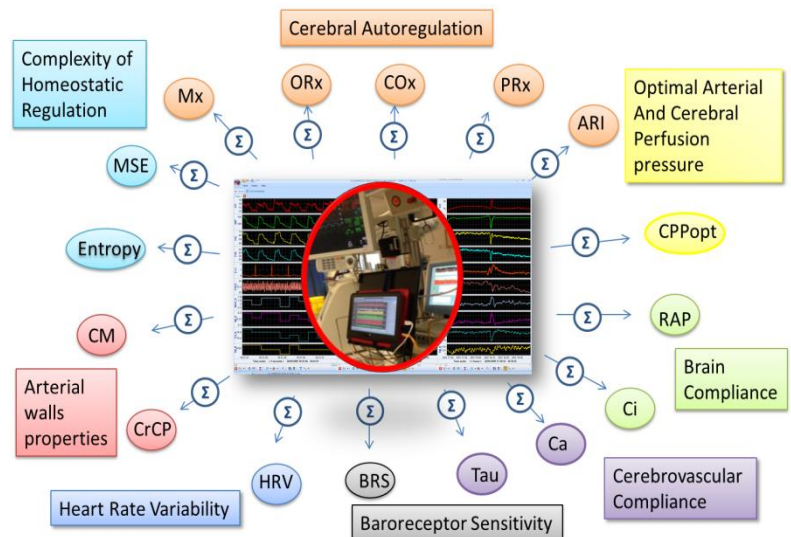 Cerebral Autoregulation
Complexity of
Homeostatic
Regulation
Mx
ORx
COx
PRx
ARI
Optimal Arterial
And Cerebral
Perfusion
pressure
MSE
Σ
Σ
Σ
Σ
Σ
Σ
Entropy
Σ
Σ
CPPopt
CM
Σ
Σ
RAP
Arterial
walls
properties
CrCP
Σ
Σ
Ci
Brain
Compliance
Σ
Σ
Σ
Σ
HRV
BRS
Tau
Ca
Heart Rate Variability
Baroreceptor Sensitivity
Cerebrovascular
Compliance